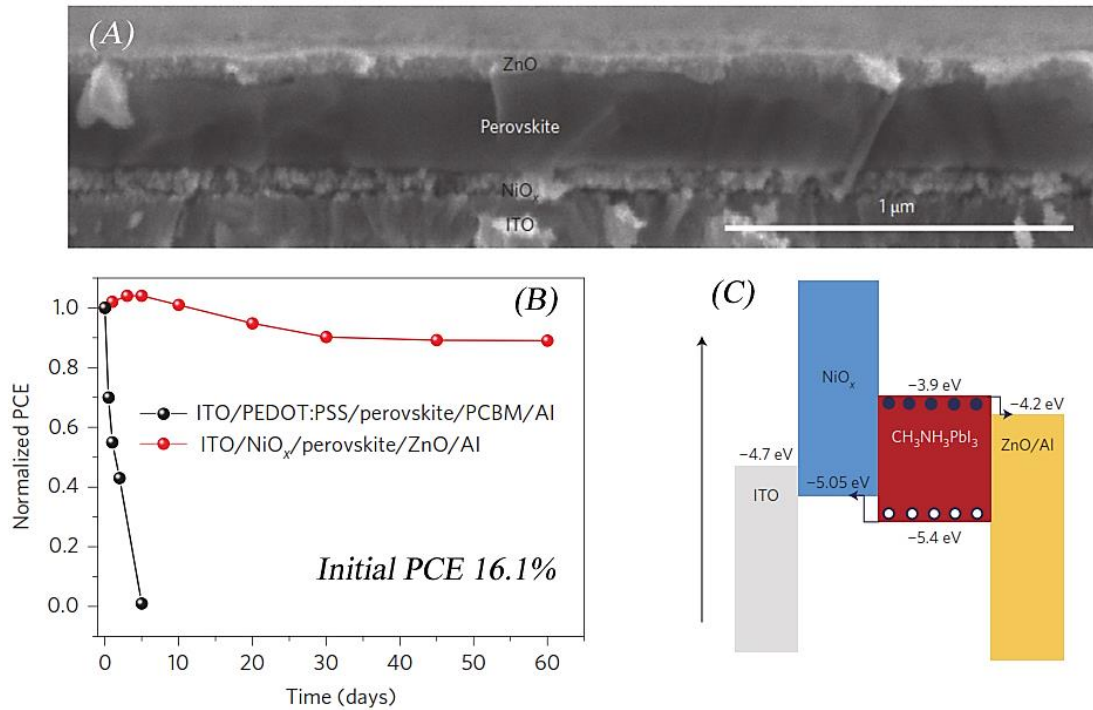 (A)
ZnO
Perovskite
NiOₓ
ITO
1 μm
(B)
Normalized PCE
1.0
0.8
0.6
0.4
0.2
0.0
ITO/PEDOT:PSS/perovskite/PCBM/Al
ITO/NiOₓ/perovskite/ZnO/Al
Initial PCE 16.1%
0 10 20 30 40 50 60
Time (days)
(C)
NiOₓ
−3.9 eV
−4.2 eV
CH₃NH₃PbI₃
ZnO/Al
−4.7 eV
ITO
−5.05 eV
−5.4 eV